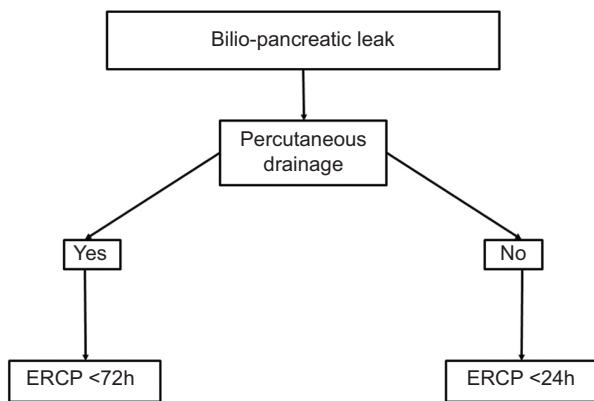 Bilio-pancreatic leak
Percutaneous
drainage
Yes
No
ERCP <72h
ERCP <24h